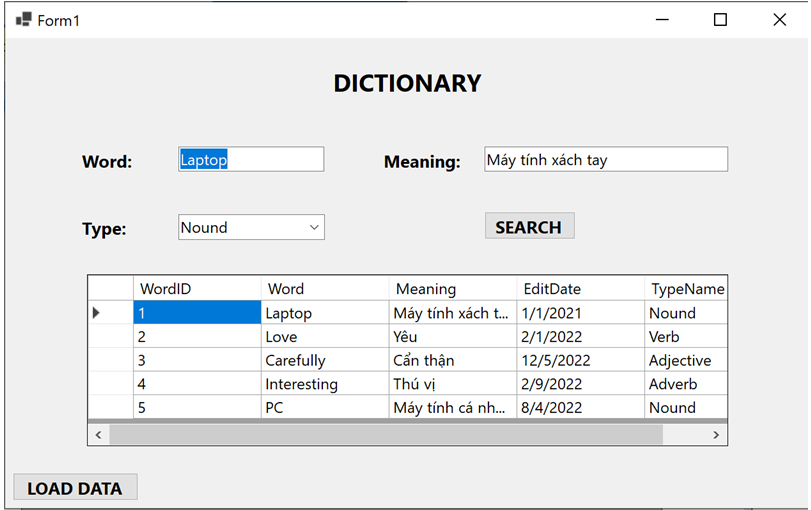 Form1
DICTIONARY
Word: Laptop Meaning: Máy tính xách tay
Type: Nound SEARCH
WordID Word Meaning EditDate TypeName
1 Laptop Máy tính xách t... 1/1/2021 Nound
2 Love Yêu 2/1/2022 Verb
3 Carefully Cẩn thận 12/5/2022 Adjective
4 Interesting Thú vị 2/9/2022 Adverb
5 PC Máy tính cá nh... 8/4/2022 Nound
LOAD DATA